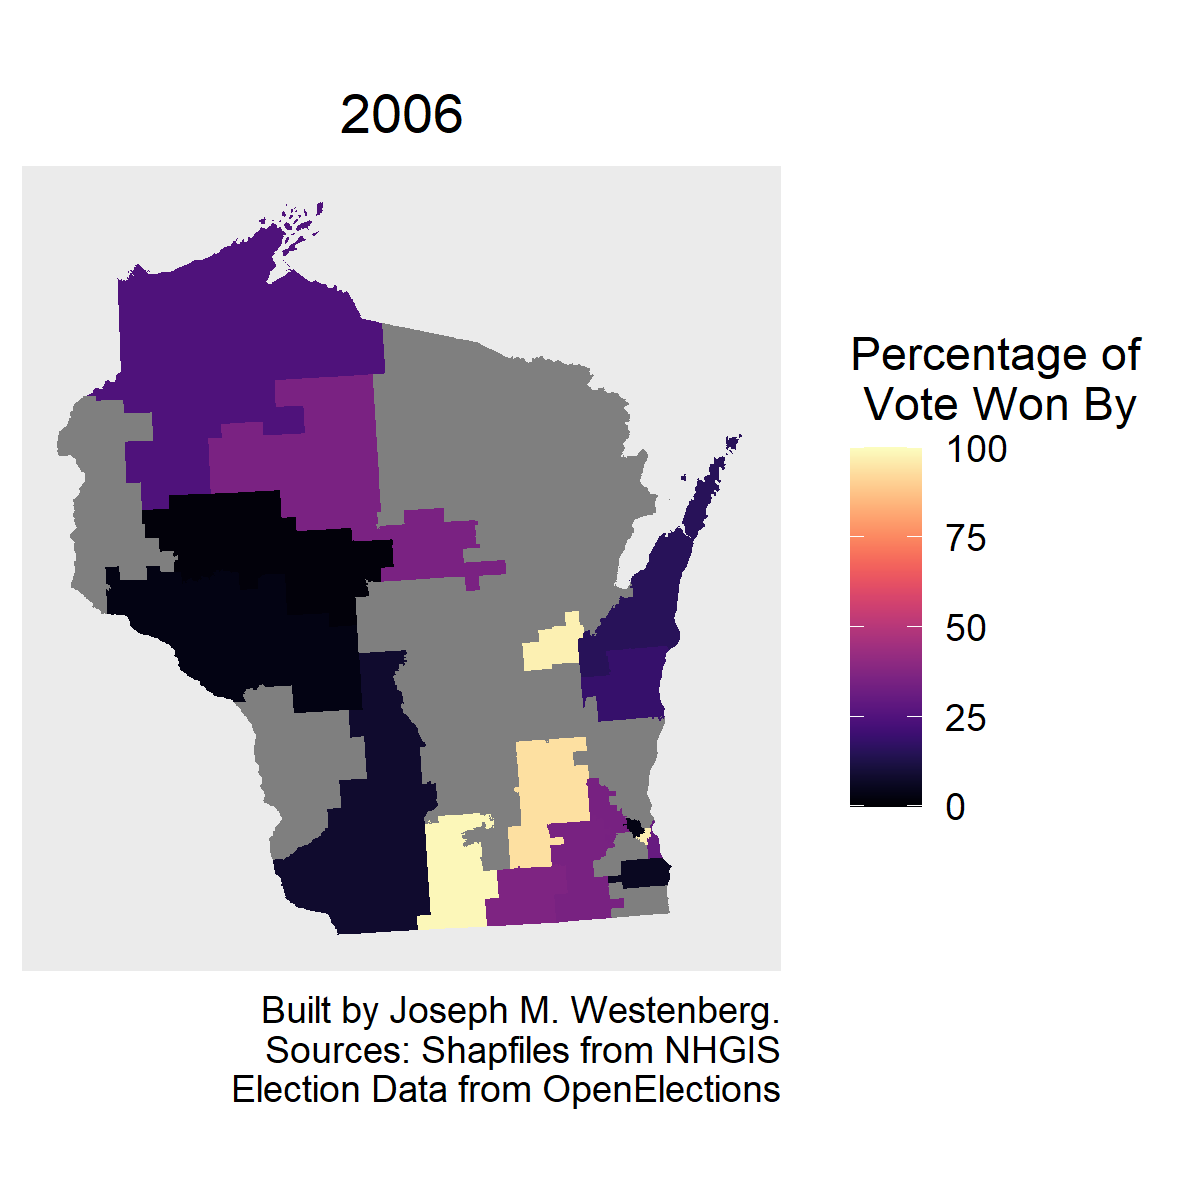 2006
Percentage of
Vote Won By
100
75
50
25
0
Built by Joseph M. Westenberg.
Sources: Shapfiles from NHGIS
Election Data from OpenElections